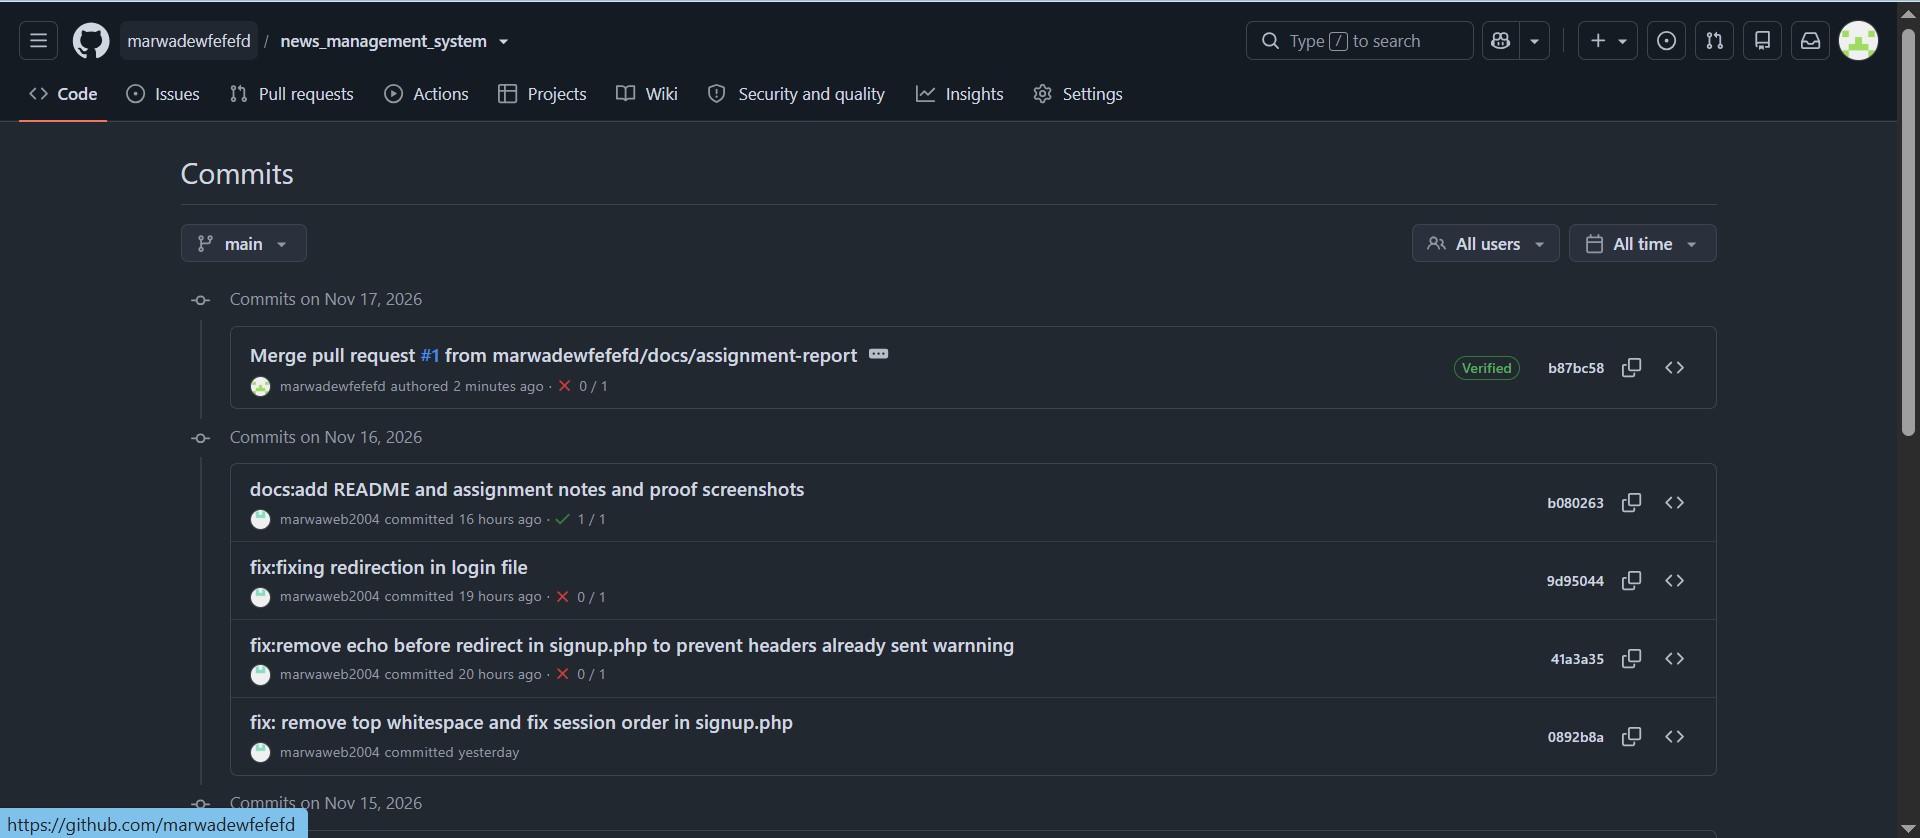 marwadewfefefd / news_management_system
Type / to search
Code Issues Pull requests Actions Projects Wiki Security and quality Insights Settings
Commits
main
All users All time
Commits on Nov 17, 2026
Merge pull request #1 from marwadewfefefd/docs/assignment-report
Verified b87bc58
marwadewfefefd authored 2 minutes ago · 0 / 1
Commits on Nov 16, 2026
docs:add README and assignment notes and proof screenshots
b080263
marwaweb2004 committed 16 hours ago · 1 / 1
fix:fixing redirection in login file
9d95044
marwaweb2004 committed 19 hours ago · 0 / 1
fix:remove echo before redirect in signup.php to prevent headers already sent warnning
41a3a35
marwaweb2004 committed 20 hours ago · 0 / 1
fix: remove top whitespace and fix session order in signup.php
0892b8a
marwaweb2004 committed yesterday
Commits on Nov 15, 2026
https://github.com/marwadewfefefd